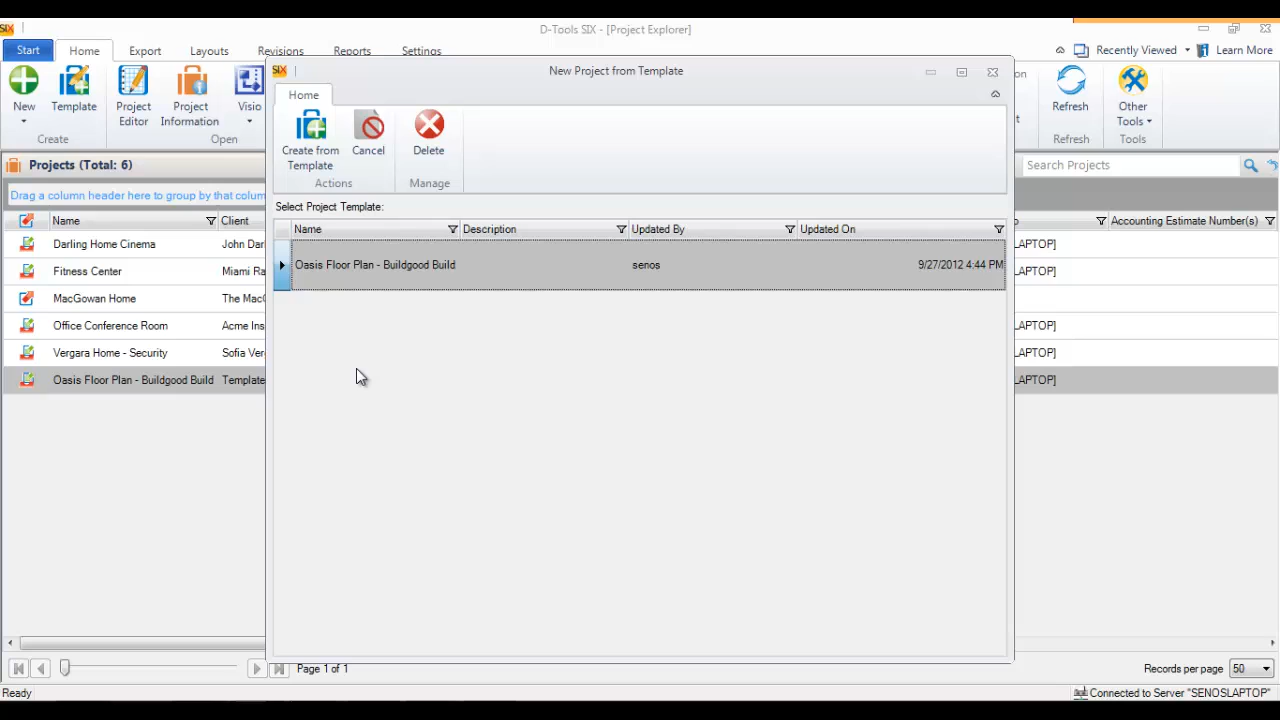 SIX
D-Tools SIX - [Project Explorer]
Start
Home
Export
Layouts
Revisions
Reports
Settings
Recently Viewed
Learn More
New
Template
Create
Project Editor
Project Information
Visio
Open
Refresh
Refresh
Other Tools
Tools
Projects (Total: 6)
Search Projects
Drag a column header here to group by that colum
Name
Client
Accounting Estimate Number(s)
Darling Home Cinema
John Dar
LAPTOP]
Fitness Center
Miami Ra
LAPTOP]
MacGowan Home
The MacG
Office Conference Room
Acme Ins
LAPTOP]
Vergara Home - Security
Sofia Ver
LAPTOP]
Oasis Floor Plan - Buildgood Build
Template
LAPTOP]
SIX
New Project from Template
Home
Create from Template
Cancel
Actions
Delete
Manage
Select Project Template:
Name
Description
Updated By
Updated On
Oasis Floor Plan - Buildgood Build
senos
9/27/2012 4:44 PM
Page 1 of 1
Records per page
50
Ready
Connected to Server "SENOSLAPTOP"